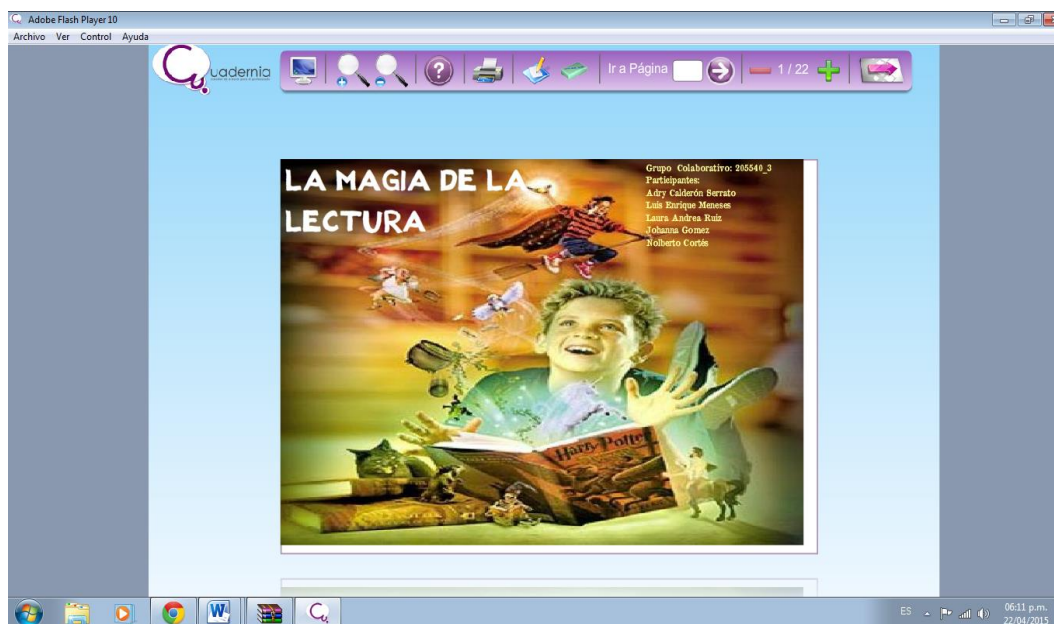 Adobe Flash Player 10
Archivo Ver Control Ayuda
Cuadernia
Ir a Página
1 / 22
LA MAGIA DE LA
LECTURA
Grupo Colaborativo: 205540_3
Participantes:
Adry Calderón Serrato
Luis Enrique Meneses
Laura Andrea Ruiz
Johanna Gomez
Nolberto Cortés
Harry Potter
ES
06:11 p.m.
22/04/2015